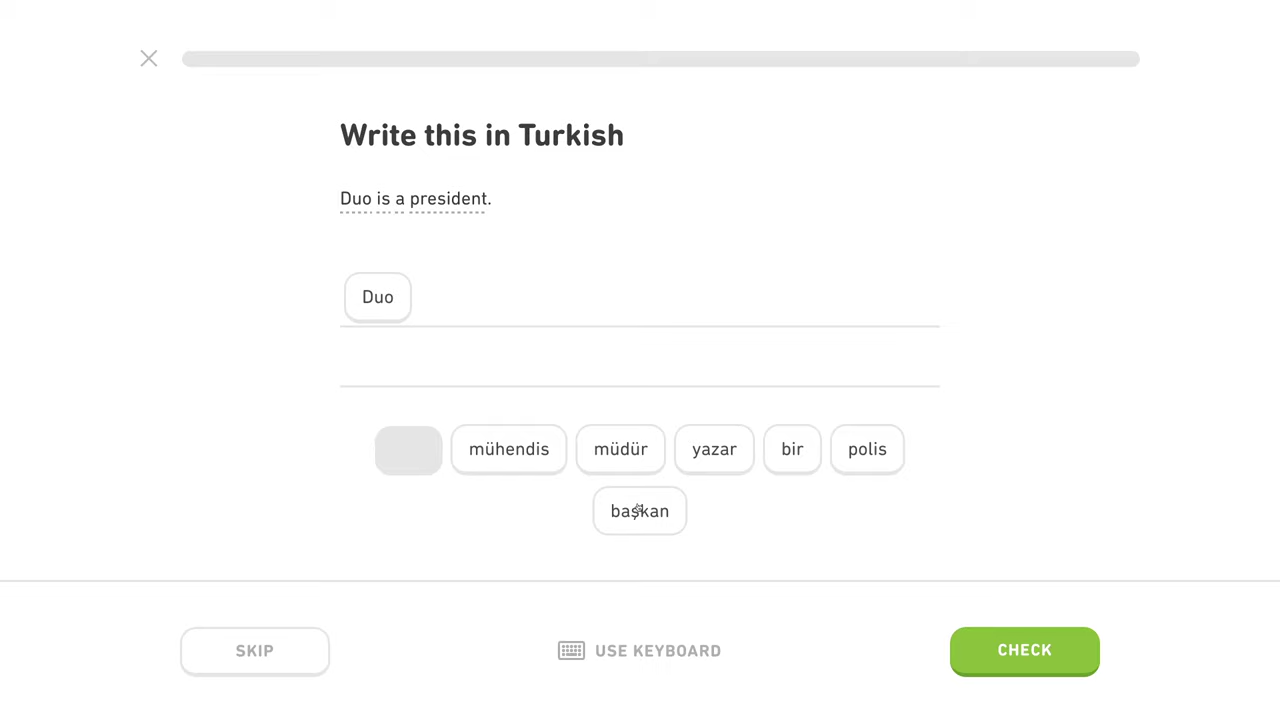 Write this in Turkish
Duo is a president.
Duo
mühendis müdür yazar bir polis
başkan
SKIP USE KEYBOARD CHECK